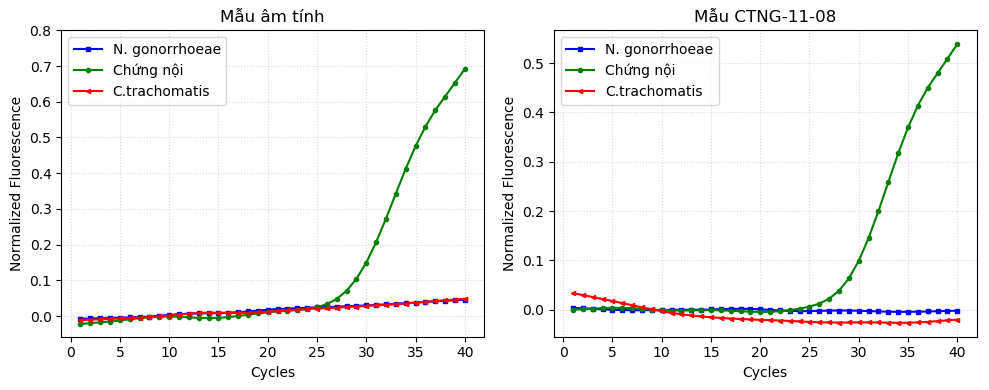 Mẫu âm tính
Normalized Fluorescence
0.8
0.7
0.6
0.5
0.4
0.3
0.2
0.1
0.0
N. gonorrhoeae
Chứng nội
C.trachomatis
0 5 10 15 20 25 30 35 40
Cycles
Mẫu CTNG-11-08
Normalized Fluorescence
0.5
0.4
0.3
0.2
0.1
0.0
N. gonorrhoeae
Chứng nội
C.trachomatis
0 5 10 15 20 25 30 35 40
Cycles